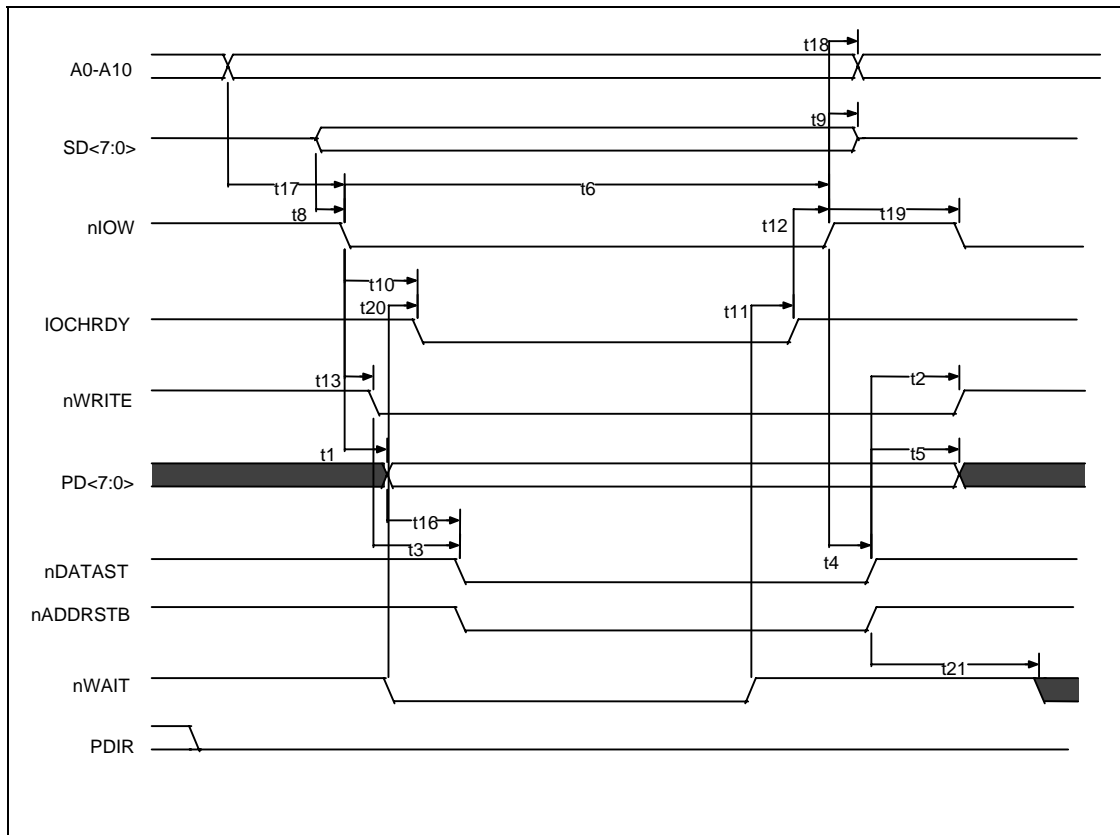 t18
A0-A10
t9
SD<7:0>
t17
t6
t8
t12
t19
nIOW
t10
t20
t11
IOCHRDY
t13
t2
nWRITE
t1
t5
PD<7:0>
t16
t3
t4
nDATAST
nADDRSTB
t21
nWAIT
PDIR